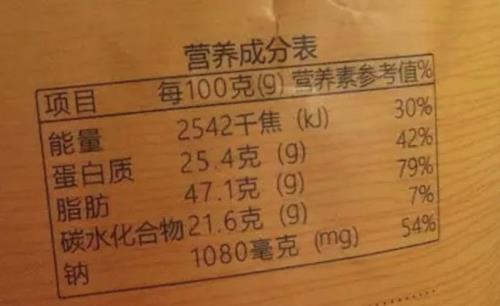 营养成分表
项目 每100克(g) 营养素参考值%
能量 2542千焦 (kJ) 30%
蛋白质 25.4克 (g) 42%
脂肪 47.1克 (g) 79%
碳水化合物 21.6克 (g) 7%
钠 1080毫克 (mg) 54%